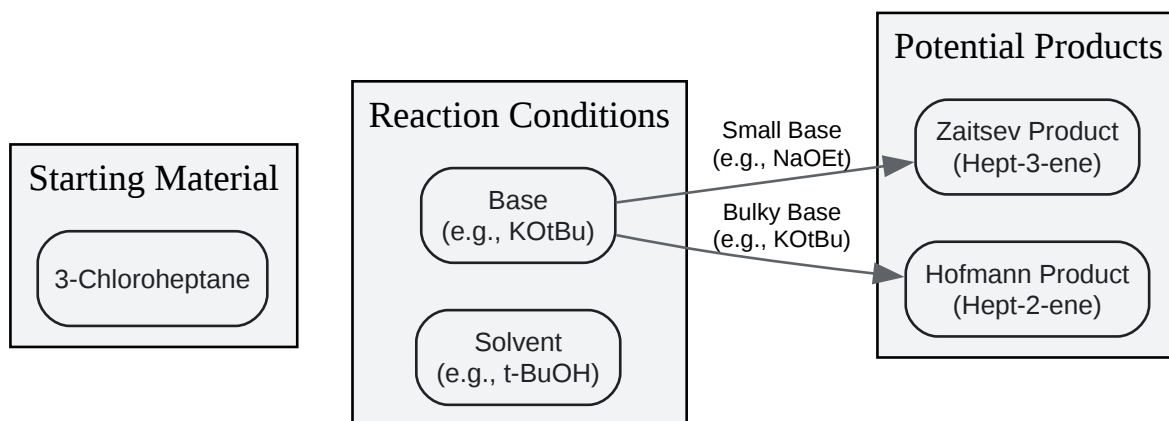 Starting Material
3-Chloroheptane
Reaction Conditions
Base
(e.g., KOtBu)
Solvent
(e.g., t-BuOH)
Small Base
(e.g., NaOEt)
Bulky Base
(e.g., KOtBu)
Potential Products
Zaitsev Product
(Hept-3-ene)
Hofmann Product
(Hept-2-ene)